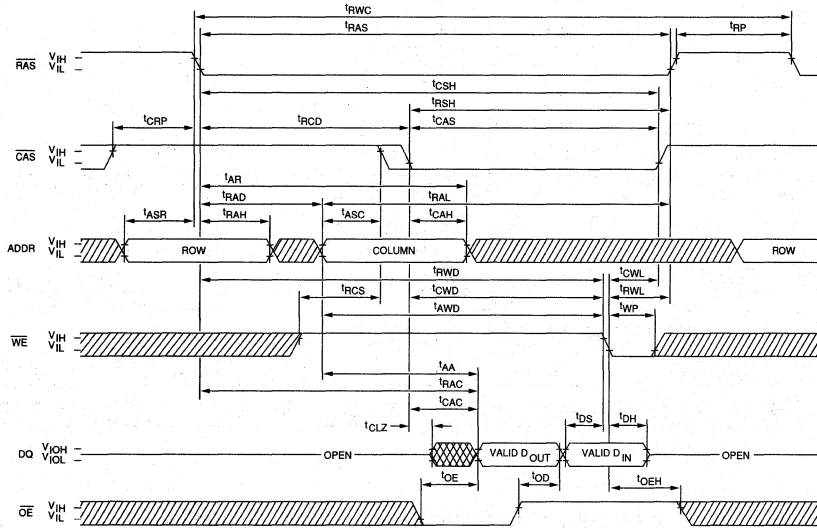 tRWC
tRAS
tRP
RAS VIH
VIL
tCSH
tRSH
tCRP
tRCD
tCAS
CAS VIH
VIL
tAR
tRAD
tRAL
tASR
tRAH
tASC
tCAH
ADDR VIH
VIL
ROW
COLUMN
ROW
tRWD
tCWL
tRCS
tCWD
tRWL
tAWD
tWP
WE VIH
VIL
tAA
tRAC
tCAC
tCLZ
tDS
tDH
DQ VIOH
VIOL
OPEN
VALID DOUT
VALID DIN
OPEN
tOE
tOD
tOEH
OE VIH
VIL